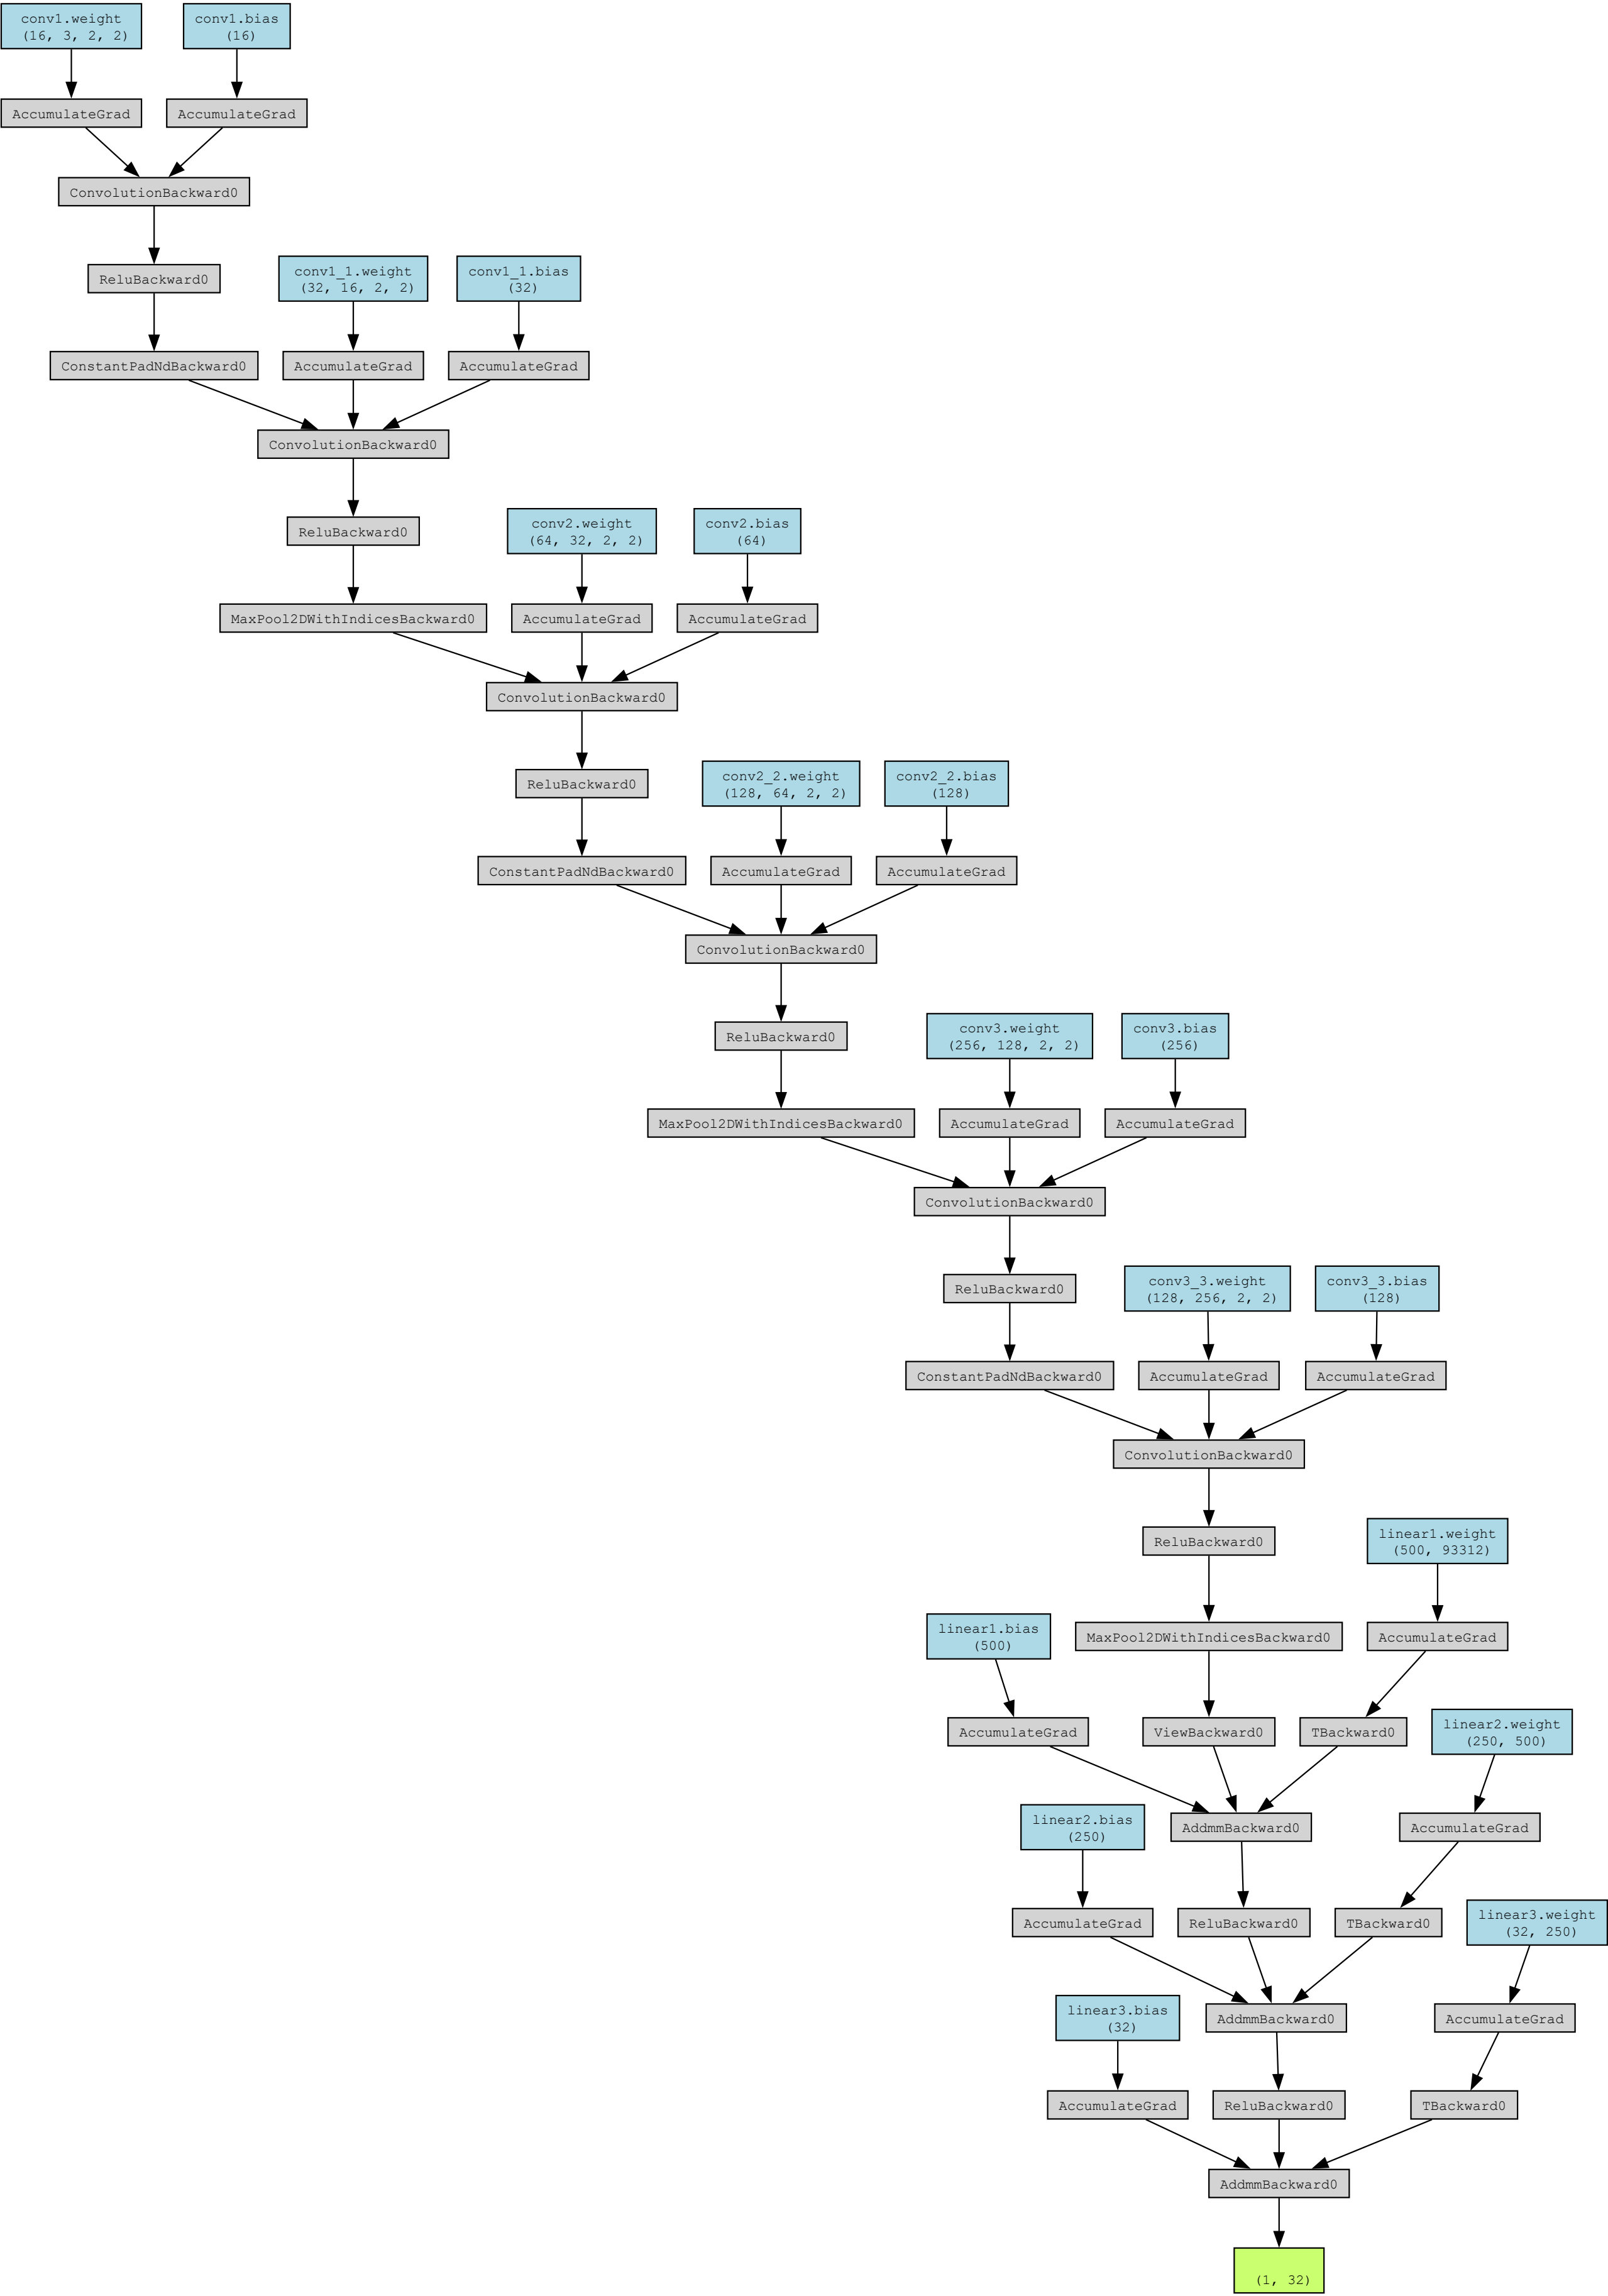 conv1.weight
(16, 3, 2, 2)
conv1.bias
(16)
AccumulateGrad
AccumulateGrad
ConvolutionBackward0
ReluBackward0
conv1_1.weight
(32, 16, 2, 2)
conv1_1.bias
(32)
ConstantPadNdBackward0
AccumulateGrad
AccumulateGrad
ConvolutionBackward0
ReluBackward0
conv2.weight
(64, 32, 2, 2)
conv2.bias
(64)
MaxPool2DWithIndicesBackward0
AccumulateGrad
AccumulateGrad
ConvolutionBackward0
ReluBackward0
conv2_2.weight
(128, 64, 2, 2)
conv2_2.bias
(128)
ConstantPadNdBackward0
AccumulateGrad
AccumulateGrad
ConvolutionBackward0
ReluBackward0
conv3.weight
(256, 128, 2, 2)
conv3.bias
(256)
MaxPool2DWithIndicesBackward0
AccumulateGrad
AccumulateGrad
ConvolutionBackward0
ReluBackward0
conv3_3.weight
(128, 256, 2, 2)
conv3_3.bias
(128)
ConstantPadNdBackward0
AccumulateGrad
AccumulateGrad
ConvolutionBackward0
ReluBackward0
linear1.weight
(500, 93312)
linear1.bias
(500)
MaxPool2DWithIndicesBackward0
AccumulateGrad
AccumulateGrad
ViewBackward0
TBackward0
linear2.weight
(250, 500)
linear2.bias
(250)
AddmmBackward0
AccumulateGrad
AccumulateGrad
ReluBackward0
TBackward0
linear3.weight
(32, 250)
linear3.bias
(32)
AddmmBackward0
AccumulateGrad
AccumulateGrad
ReluBackward0
TBackward0
AddmmBackward0
(1, 32)